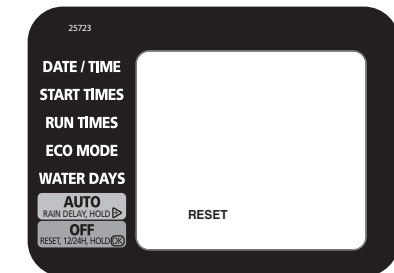 25723
DATE / TIME
START TIMES
RUN TIMES
ECO MODE
WATER DAYS
AUTO
RAIN DELAY, HOLD
OFF
RESET, 12/24H, HOLD OK
RESET